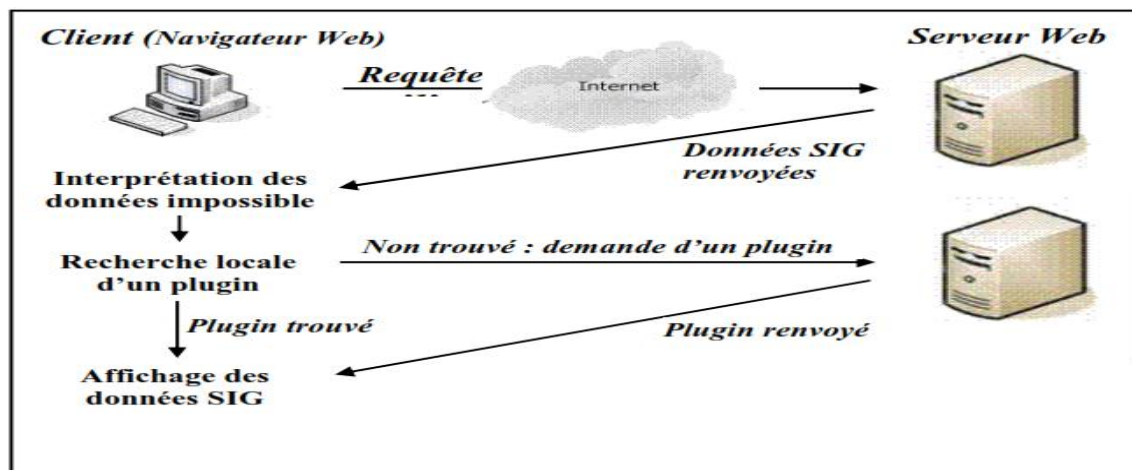 Client (Navigateur Web)
Serveur Web
Requête
...
Internet
Données SIG
renvoyées
Interprétation des
données impossible
Non trouvé : demande d'un plugin
Recherche locale
d'un plugin
Plugin trouvé
Plugin renvoyé
Affichage des
données SIG